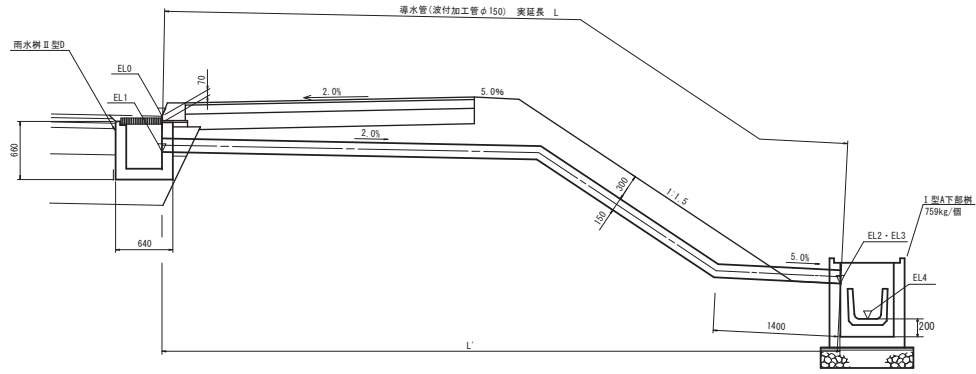 導水管(波付加工管φ150) 実延長 L
雨水桝Ⅱ型D
EL0
EL1
70
2.0%
5.0%
2.0%
660
640
300
150
1:1.5
5.0%
1400
EL2・EL3
EL4
Ⅰ型A下部桝
759kg/個
200
L'